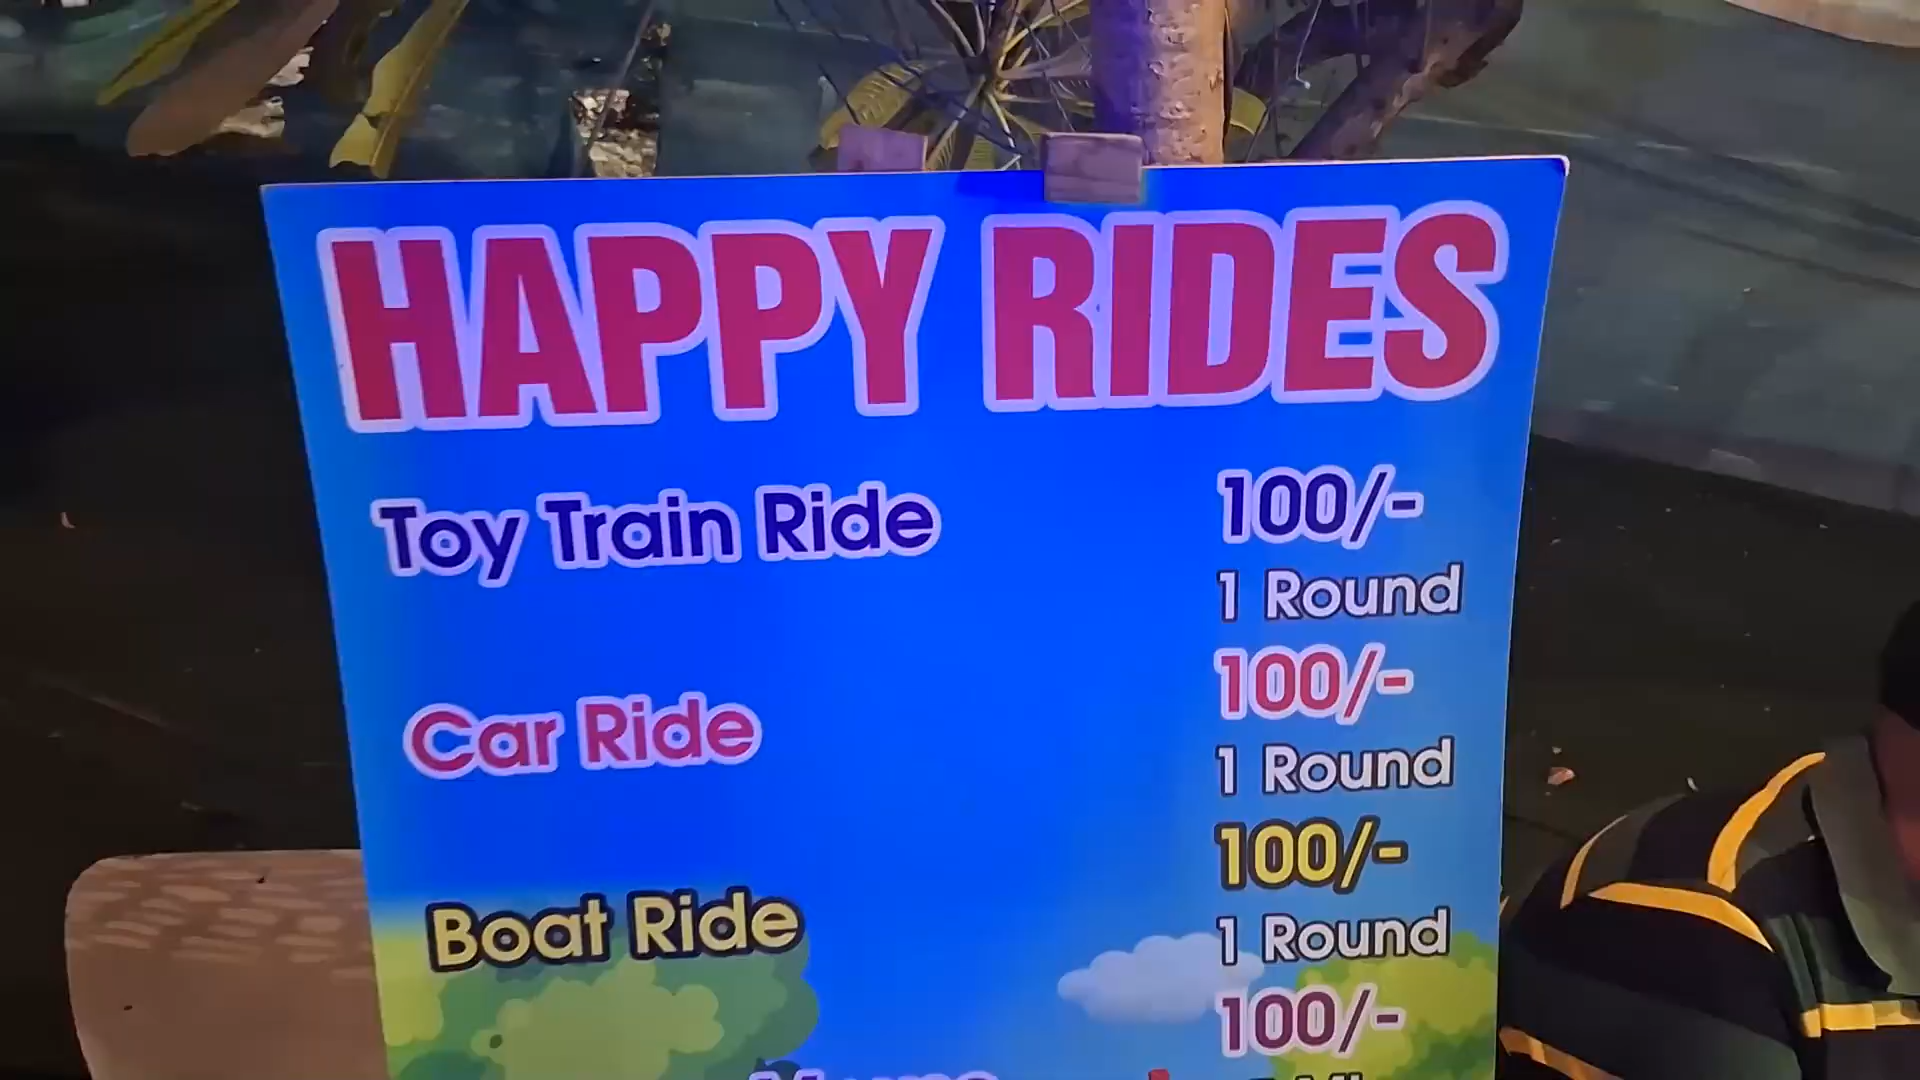 HAPPY RIDES
Toy Train Ride 100/-
1 Round
Car Ride 100/-
1 Round
Boat Ride 100/-
1 Round
100/-